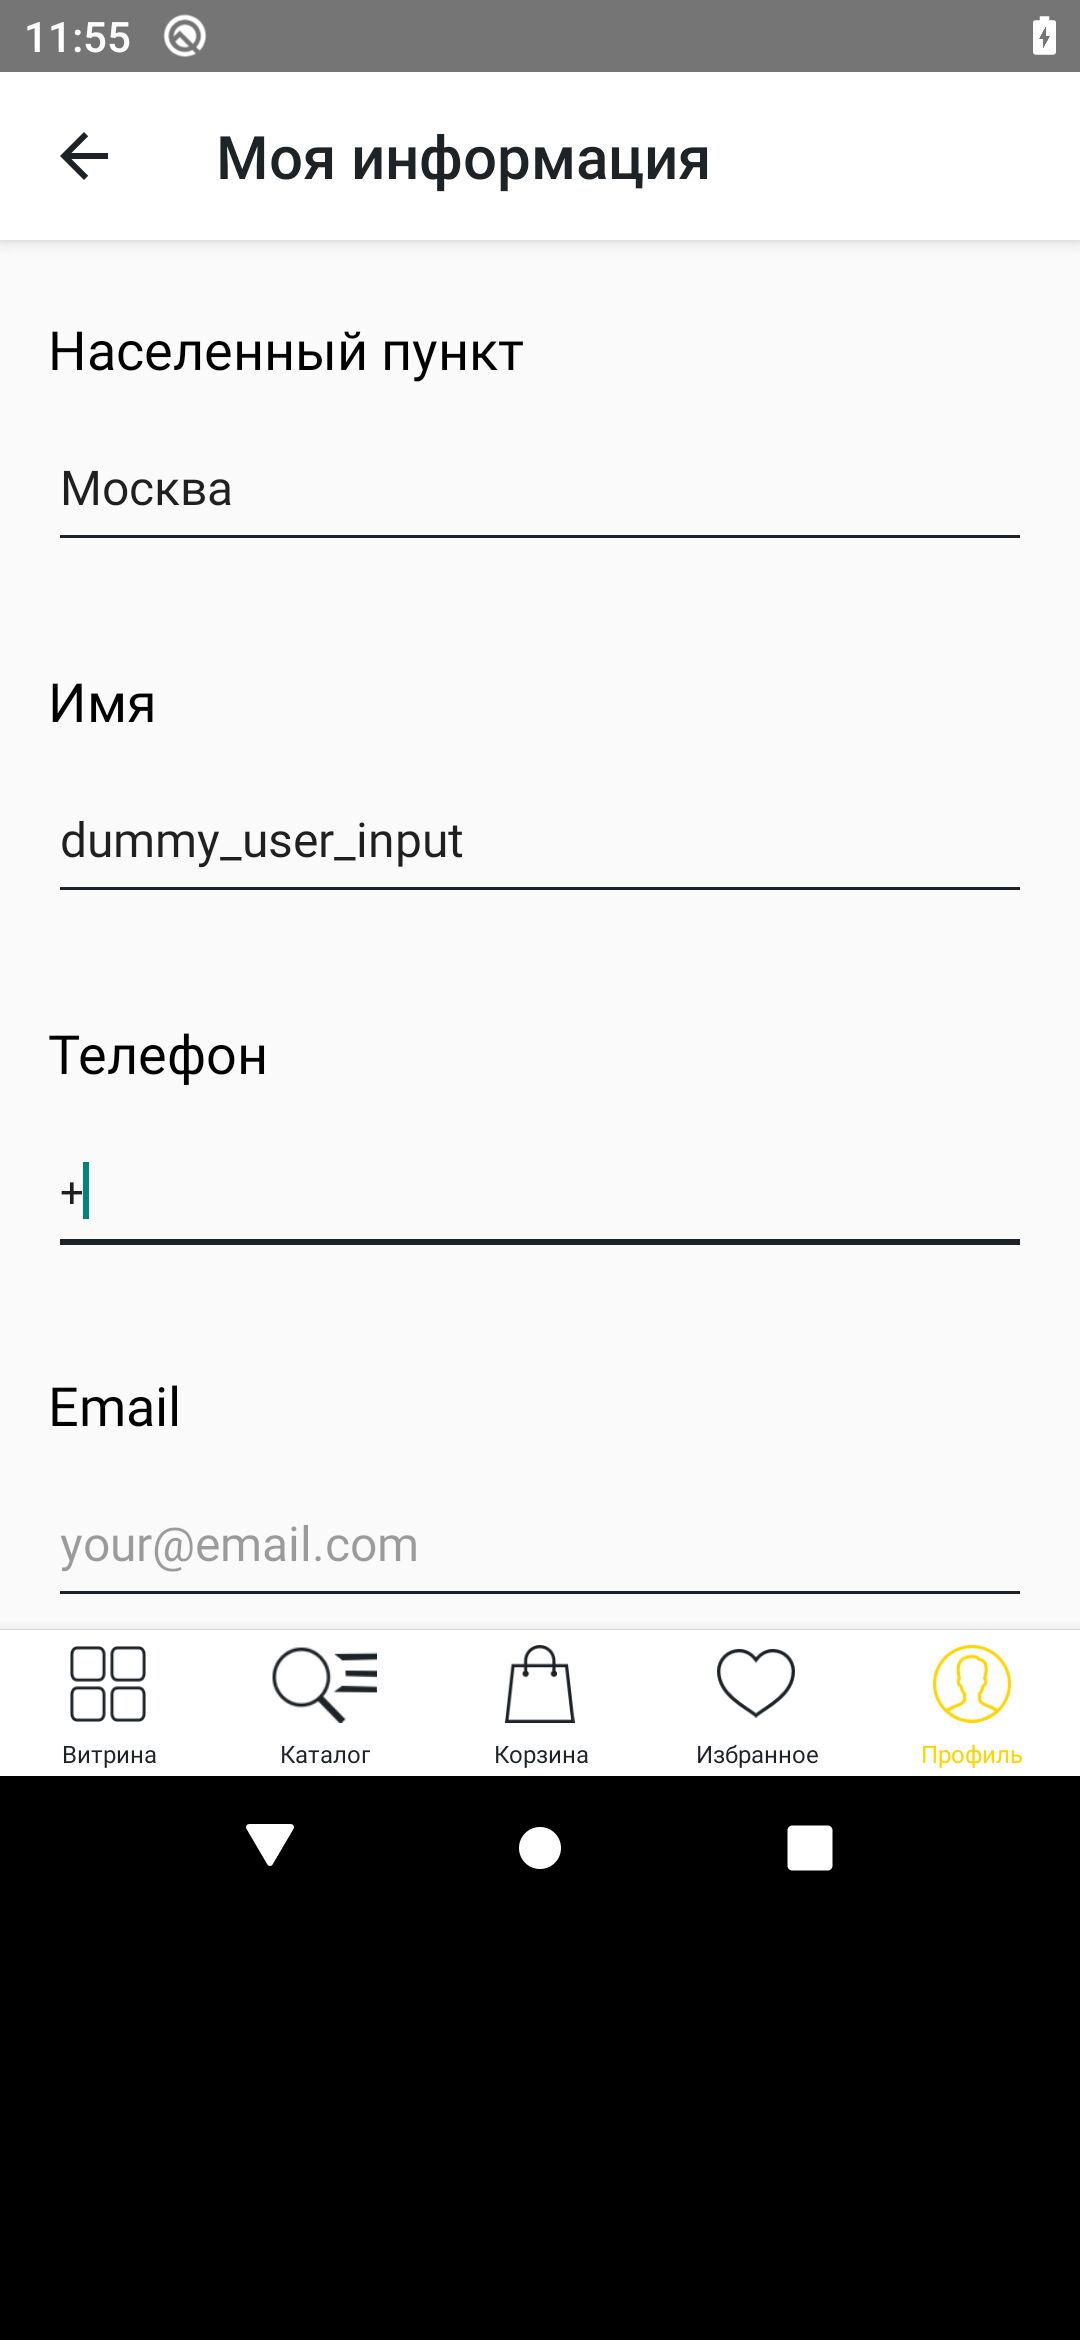 11:55
Моя информация
Населенный пункт
Москва
Имя
dummy_user_input
Телефон
+
Email
your@email.com
Витрина Каталог Корзина Избранное Профиль